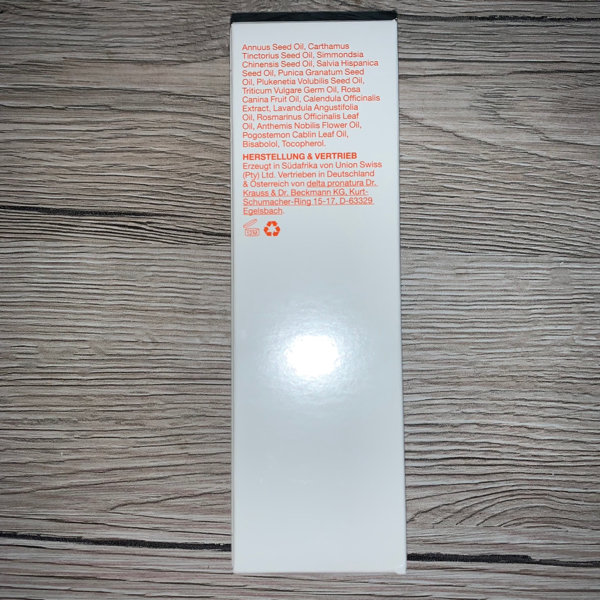 Annuus Seed Oil, Carthamus
Tinctorius Seed Oil, Simmondsia
Chinensis Seed Oil, Salvia Hispanica
Seed Oil, Punica Granatum Seed
Oil, Plukenetia Volubilis Seed Oil,
Triticum Vulgare Germ Oil, Rosa
Canina Fruit Oil, Calendula Officinalis
Extract, Lavandula Angustifolia
Oil, Rosmarinus Officinalis Leaf
Oil, Anthemis Nobilis Flower Oil,
Pogostemon Cablin Leaf Oil,
Bisabolol, Tocopherol.
HERSTELLUNG & VERTRIEB
Erzeugt in Südafrika von Union Swiss
(Pty) Ltd. Vertrieben in Deutschland
& Österreich von delta pronatura Dr.
Krauss & Dr. Beckmann KG, Kurt-
Schumacher-Ring 15-17, D-63329
Egelsbach.
12M